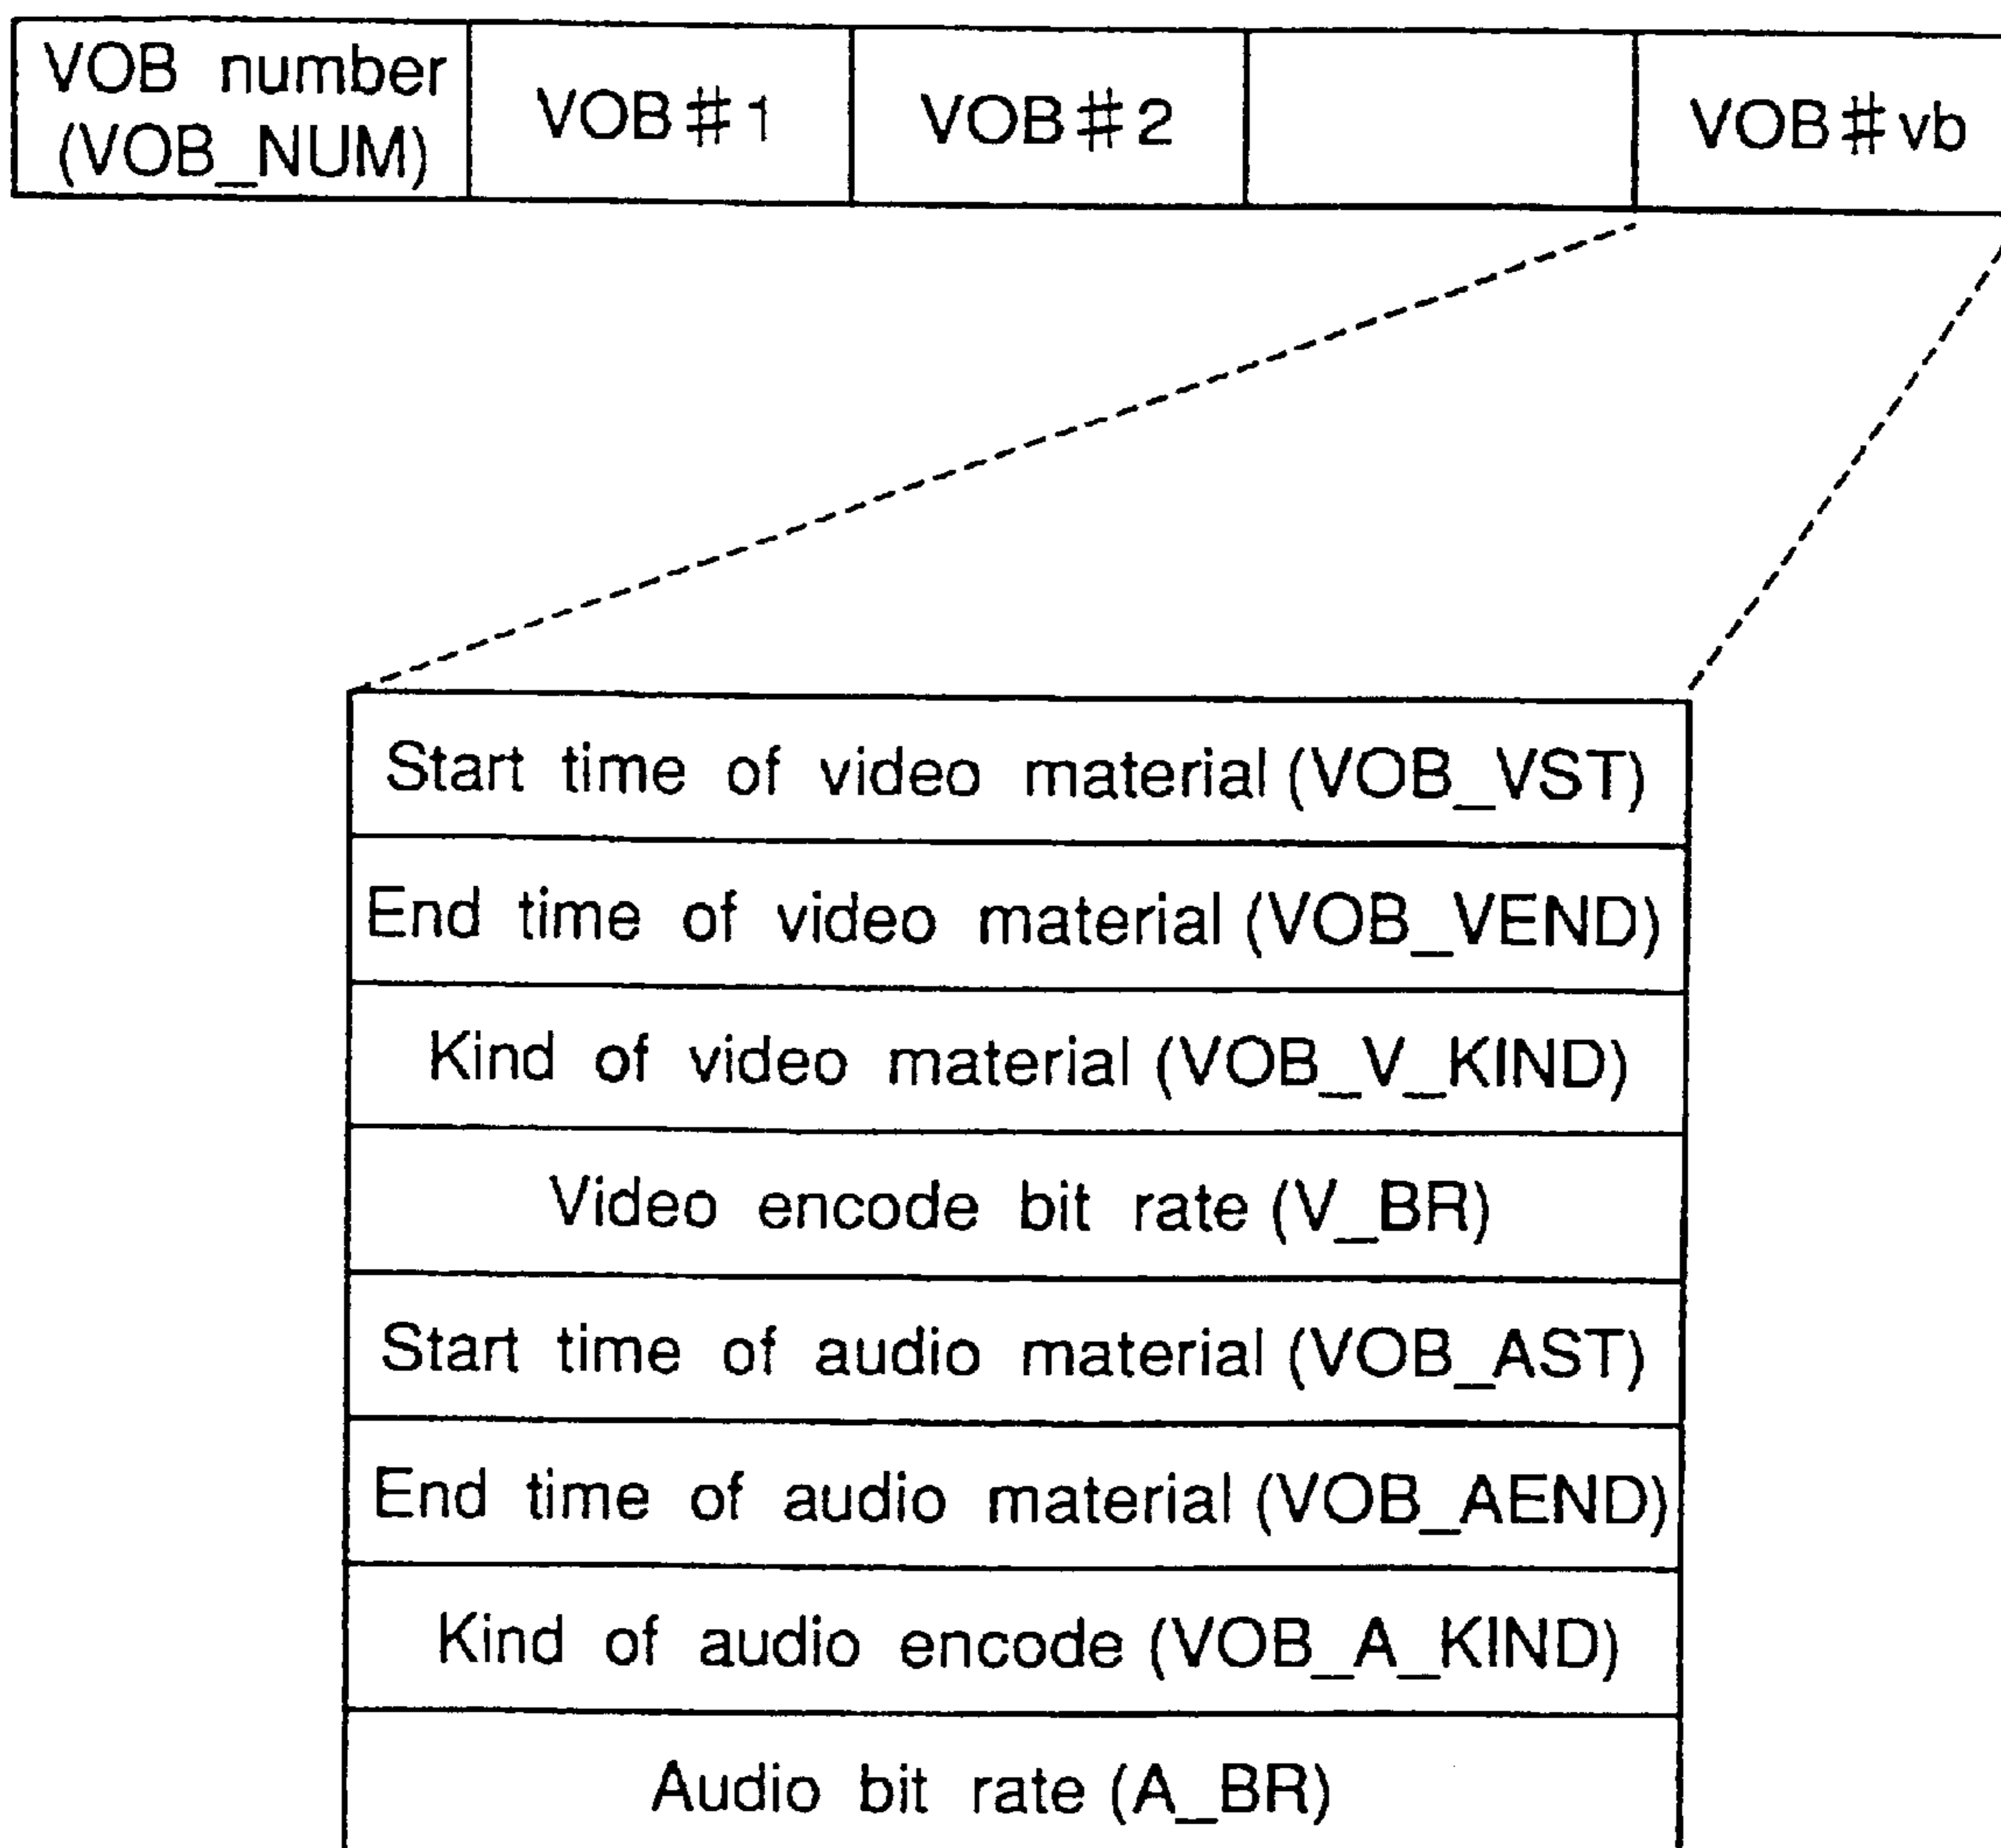 VOB number
(VOB_NUM)
VOB#1
VOB#2
VOB#vb
Start time of video material (VOB_VST)
End time of video material (VOB_VEND)
Kind of video material (VOB_V_KIND)
Video encode bit rate (V_BR)
Start time of audio material (VOB_AST)
End time of audio material (VOB_AEND)
Kind of audio encode (VOB_A_KIND)
Audio bit rate (A_BR)